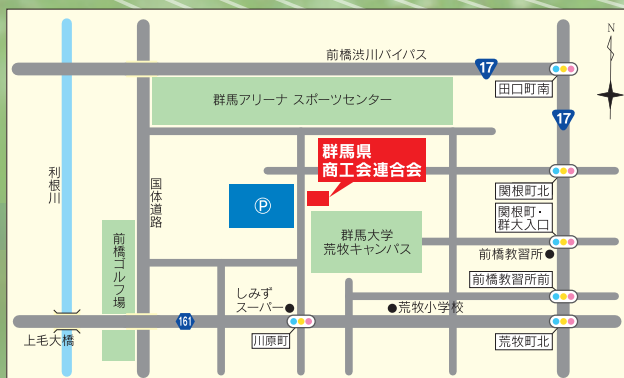 前橋渋川バイパス
17
N
田口町南
群馬アリーナ スポーツセンター
17
群馬県
商工会連合会
利根川
国体道路
P
関根町北
関根町・
群大入口
群馬大学
荒牧キャンパス
前橋ゴルフ場
前橋教習所
前橋教習所前
しみず
スーパー
荒牧小学校
161
上毛大橋
川原町
荒牧町北